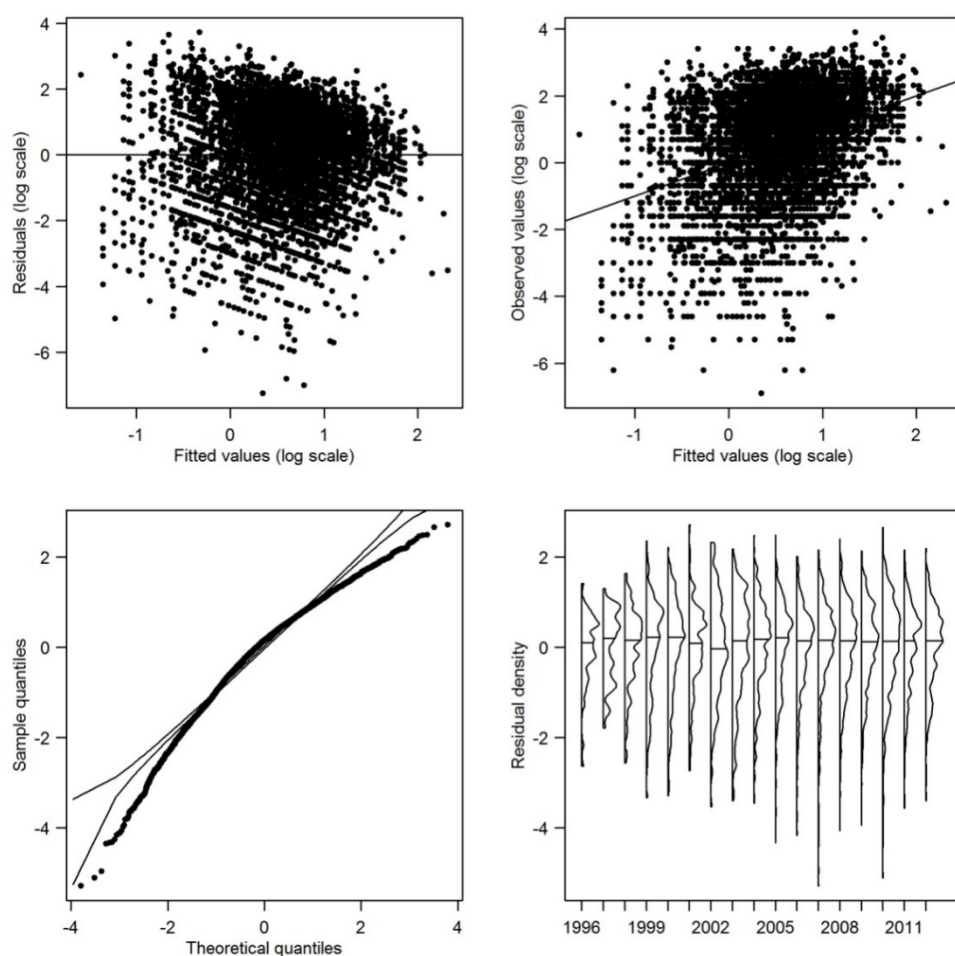 4
2
0
-2
-4
-6
Residuals (log scale)
-1 0 1 2
Fitted values (log scale)
4
2
0
-2
-4
-6
Observed values (log scale)
-1 0 1 2
Fitted values (log scale)
2
0
-2
-4
Sample quantiles
-4 -2 0 2 4
Theoretical quantiles
2
0
-2
-4
Residual density
1996 1999 2002 2005 2008 2011